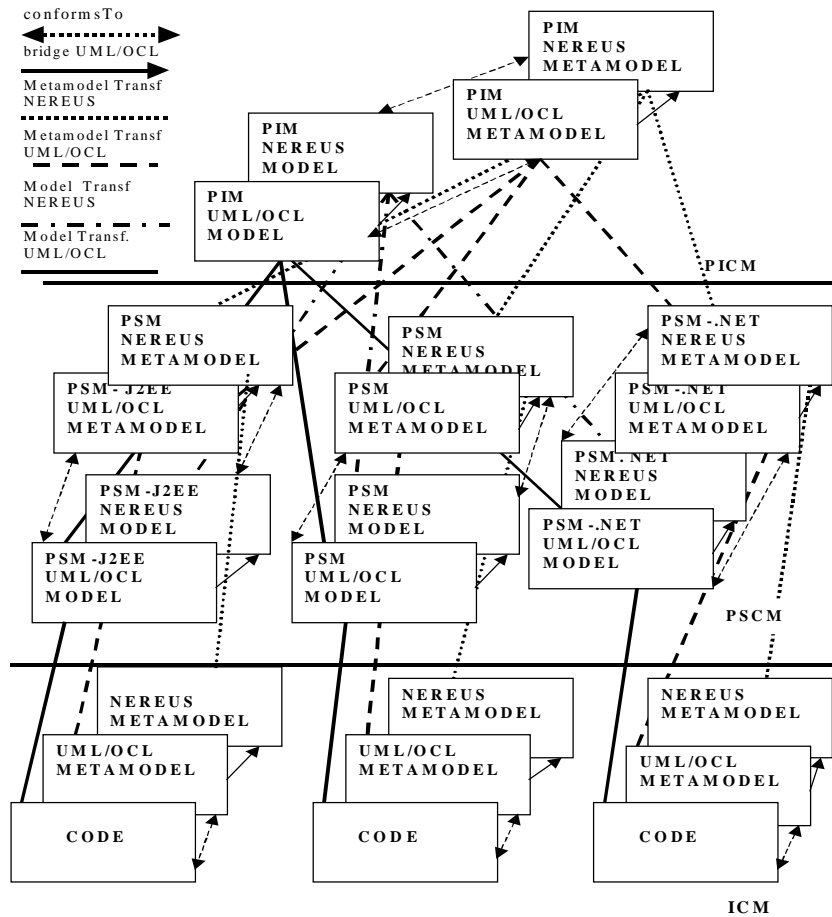 conformsTo
bridge UML/OCL
Metamodel Transf
NEREUS
Metamodel Transf
UML/OCL
Model Transf
NEREUS
Model Transf.
UML/OCL
PIM
NEREUS
METAMODEL
PIM
UML/OCL
METAMODEL
PIM
NEREUS
MODEL
PIM
UML/OCL
MODEL
PICM
PSM
NEREUS
METAMODEL
PSM- J2EE
UML/OCL
METAMODEL
PSM-J2EE
NEREUS
MODEL
PSM-J2EE
UML/OCL
MODEL
PSM
NEREUS
METAMODEL
PSM
UML/OCL
METAMODEL
PSM
NEREUS
MODEL
PSM
UML/OCL
MODEL
PSM-.NET
NEREUS
METAMODEL
PSM-.NET
UML/OCL
METAMODEL
PSM.NET
NEREUS
MODEL
PSM-.NET
UML/OCL
MODEL
PSCM
NEREUS
METAMODEL
UML/OCL
METAMODEL
CODE
NEREUS
METAMODEL
UML/OCL
METAMODEL
CODE
NEREUS
METAMODEL
UML/OCL
METAMODEL
CODE
ICM